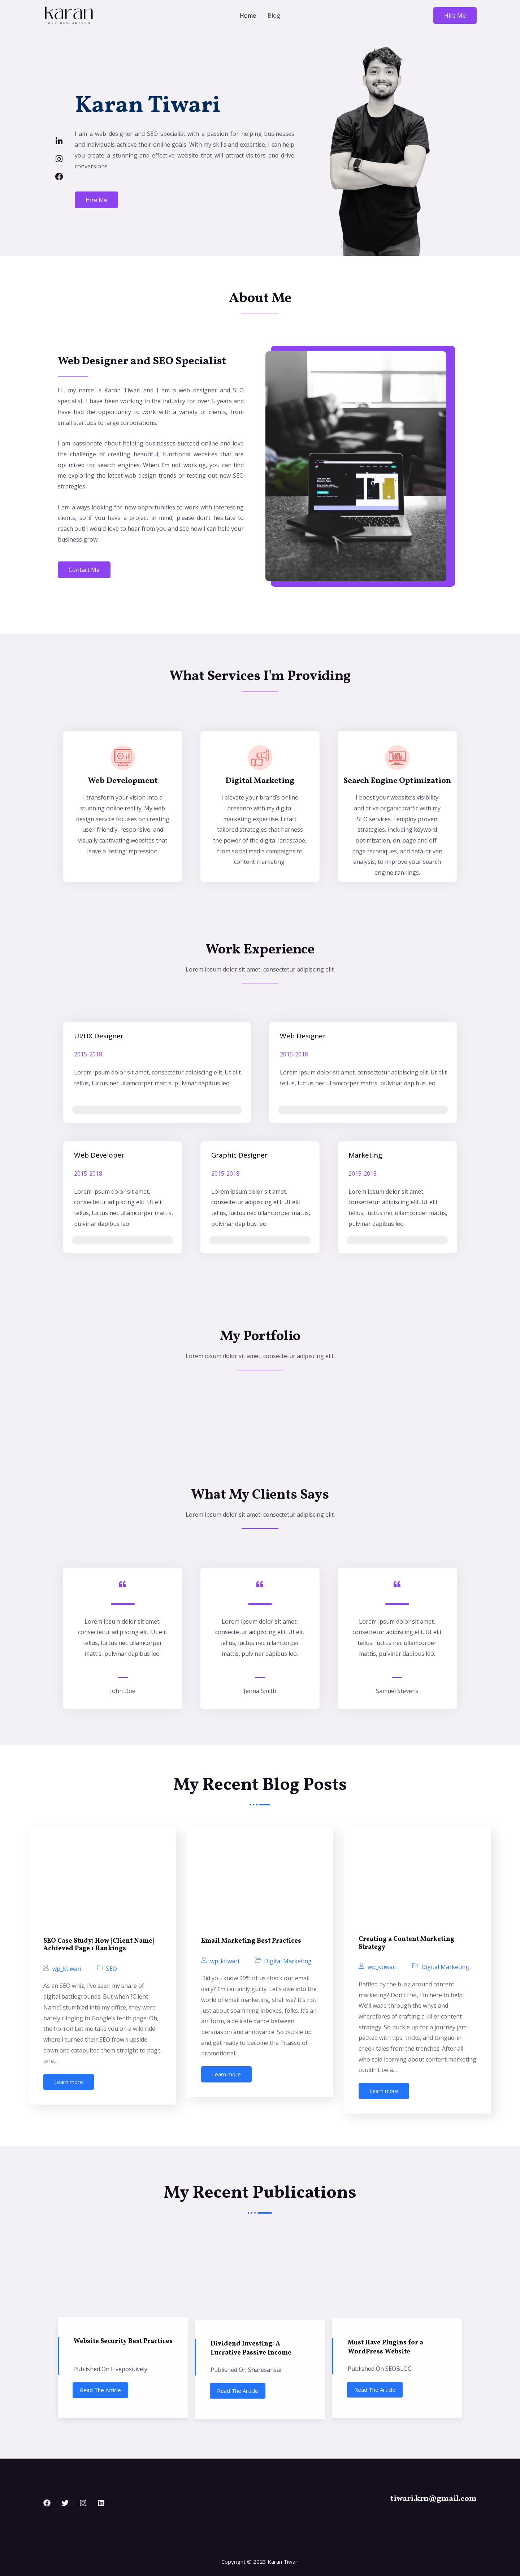 karan
WEB DESIGN|SEO
Home
Blog
Hire Me
Karan Tiwari
I am a web designer and SEO specialist with a passion for helping businesses
and individuals achieve their online goals. With my skills and expertise, I can help
you create a stunning and effective website that will attract visitors and drive
conversions.
Hire Me
About Me
Web Designer and SEO Specialist
Hi, my name is Karan Tiwari and I am a web designer and SEO
specialist. I have been working in the industry for over 5 years and
have had the opportunity to work with a variety of clients, from
small startups to large corporations.
I am passionate about helping businesses succeed online and love
the challenge of creating beautiful, functional websites that are
optimized for search engines. When I'm not working, you can find
me exploring the latest web design trends or testing out new SEO
strategies.
I am always looking for new opportunities to work with interesting
clients, so if you have a project in mind, please don't hesitate to
reach out! I would love to hear from you and see how I can help your
business grow.
Contact Me
What Services I'm Providing
Web Development
I transform your vision into a
stunning online reality. My web
design service focuses on creating
user-friendly, responsive, and
visually captivating websites that
leave a lasting impression.
Digital Marketing
I elevate your brand's online
presence with my digital
marketing expertise. I craft
tailored strategies that harness
the power of the digital landscape,
from social media campaigns to
content marketing.
Search Engine Optimization
I boost your website's visibility
and drive organic traffic with my
SEO services. I employ proven
strategies, including keyword
optimization, on-page and off-
page techniques, and data-driven
analysis, to improve your search
engine rankings.
Work Experience
Lorem ipsum dolor sit amet, consectetur adipiscing elit.
UI/UX Designer
2015-2018
Lorem ipsum dolor sit amet, consectetur adipiscing elit. Ut elit
tellus, luctus nec ullamcorper mattis, pulvinar dapibus leo.
Web Designer
2015-2018
Lorem ipsum dolor sit amet, consectetur adipiscing elit. Ut elit
tellus, luctus nec ullamcorper mattis, pulvinar dapibus leo.
Web Developer
2015-2018
Lorem ipsum dolor sit amet,
consectetur adipiscing elit. Ut elit
tellus, luctus nec ullamcorper mattis,
pulvinar dapibus leo.
Graphic Designer
2015-2018
Lorem ipsum dolor sit amet,
consectetur adipiscing elit. Ut elit
tellus, luctus nec ullamcorper mattis,
pulvinar dapibus leo.
Marketing
2015-2018
Lorem ipsum dolor sit amet,
consectetur adipiscing elit. Ut elit
tellus, luctus nec ullamcorper mattis,
pulvinar dapibus leo.
My Portfolio
Lorem ipsum dolor sit amet, consectetur adipiscing elit.
What My Clients Says
Lorem ipsum dolor sit amet, consectetur adipiscing elit.
Lorem ipsum dolor sit amet,
consectetur adipiscing elit. Ut elit
tellus, luctus nec ullamcorper
mattis, pulvinar dapibus leo.
John Doe
Lorem ipsum dolor sit amet,
consectetur adipiscing elit. Ut elit
tellus, luctus nec ullamcorper
mattis, pulvinar dapibus leo.
Jenna Smith
Lorem ipsum dolor sit amet,
consectetur adipiscing elit. Ut elit
tellus, luctus nec ullamcorper
mattis, pulvinar dapibus leo.
Samuel Stevens
My Recent Blog Posts
SEO Case Study: How [Client Name]
Achieved Page 1 Rankings
wp_ktiwari
SEO
As an SEO whiz, I've seen my share of
digital battlegrounds. But when [Client
Name] stumbled into my office, they were
barely clinging to Google's tenth page! Oh,
the horror! Let me take you on a wild ride
where I turned their SEO frown upside
down and catapulted them straight to page
one…
Learn more
Email Marketing Best Practices
wp_ktiwari
Digital Marketing
Did you know 99% of us check our email
daily? I'm certainly guilty! Let's dive into the
world of email marketing, shall we? It's not
just about spamming inboxes, folks. It's an
art form, a delicate dance between
persuasion and annoyance. So buckle up
and get ready to become the Picasso of
promotional…
Learn more
Creating a Content Marketing
Strategy
wp_ktiwari
Digital Marketing
Baffled by the buzz around content
marketing? Don't fret, I'm here to help!
We'll wade through the whys and
wherefores of crafting a killer content
strategy. So buckle up for a journey jam-
packed with tips, tricks, and tongue-in-
cheek tales from the trenches. After all,
who said learning about content marketing
couldn't be a…
Learn more
My Recent Publications
Website Security Best Practices
Published On Livepositively
Read The Article
Dividend Investing: A
Lucrative Passive Income
Published On Sharesansar
Read The Article
Must Have Plugins for a
WordPress Website
Published On SEOBLOG
Read The Article
tiwari.krn@gmail.com
Copyright © 2023 Karan Tiwari